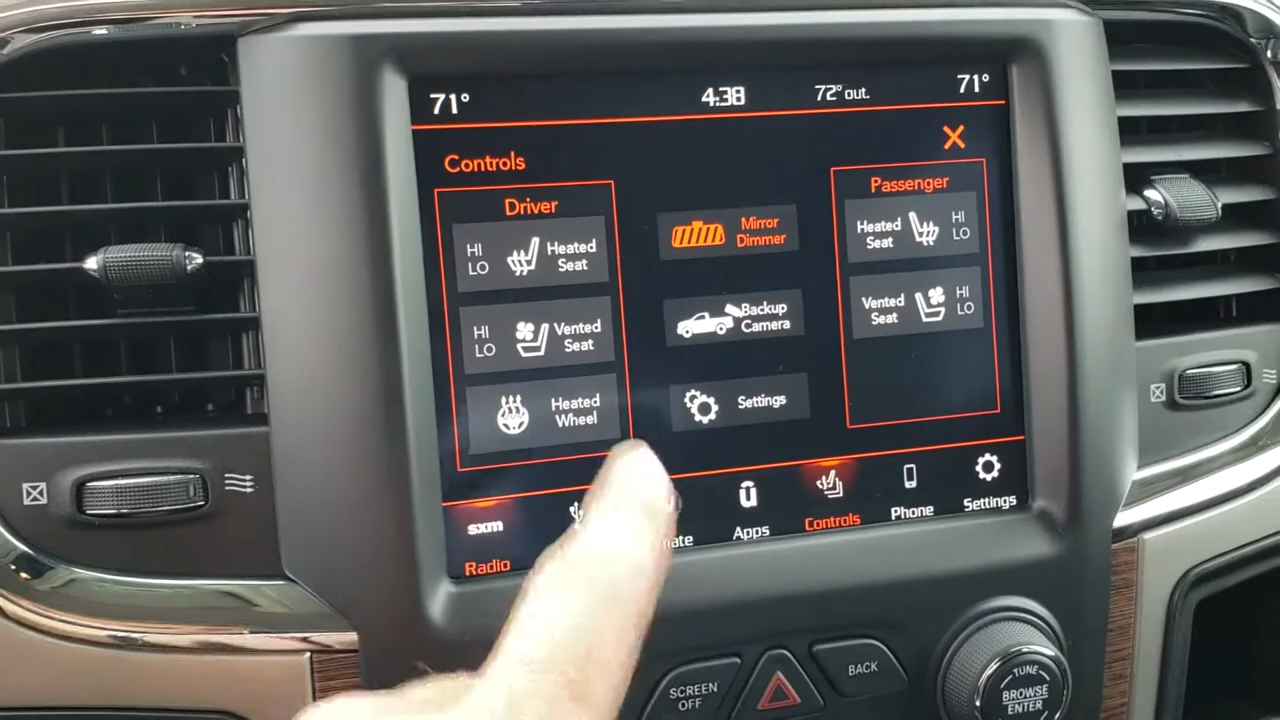 71° 4:38 72° out. 71°
Controls
Driver
HI
LO
Heated
Seat
HI
LO
Vented
Seat
Heated
Wheel
Mirror
Dimmer
Backup
Camera
Settings
Passenger
Heated
Seat
HI
LO
Vented
Seat
HI
LO
sxm
Radio
Apps
Controls
Phone
Settings
SCREEN
OFF
BACK
TUNE
BROWSE
ENTER